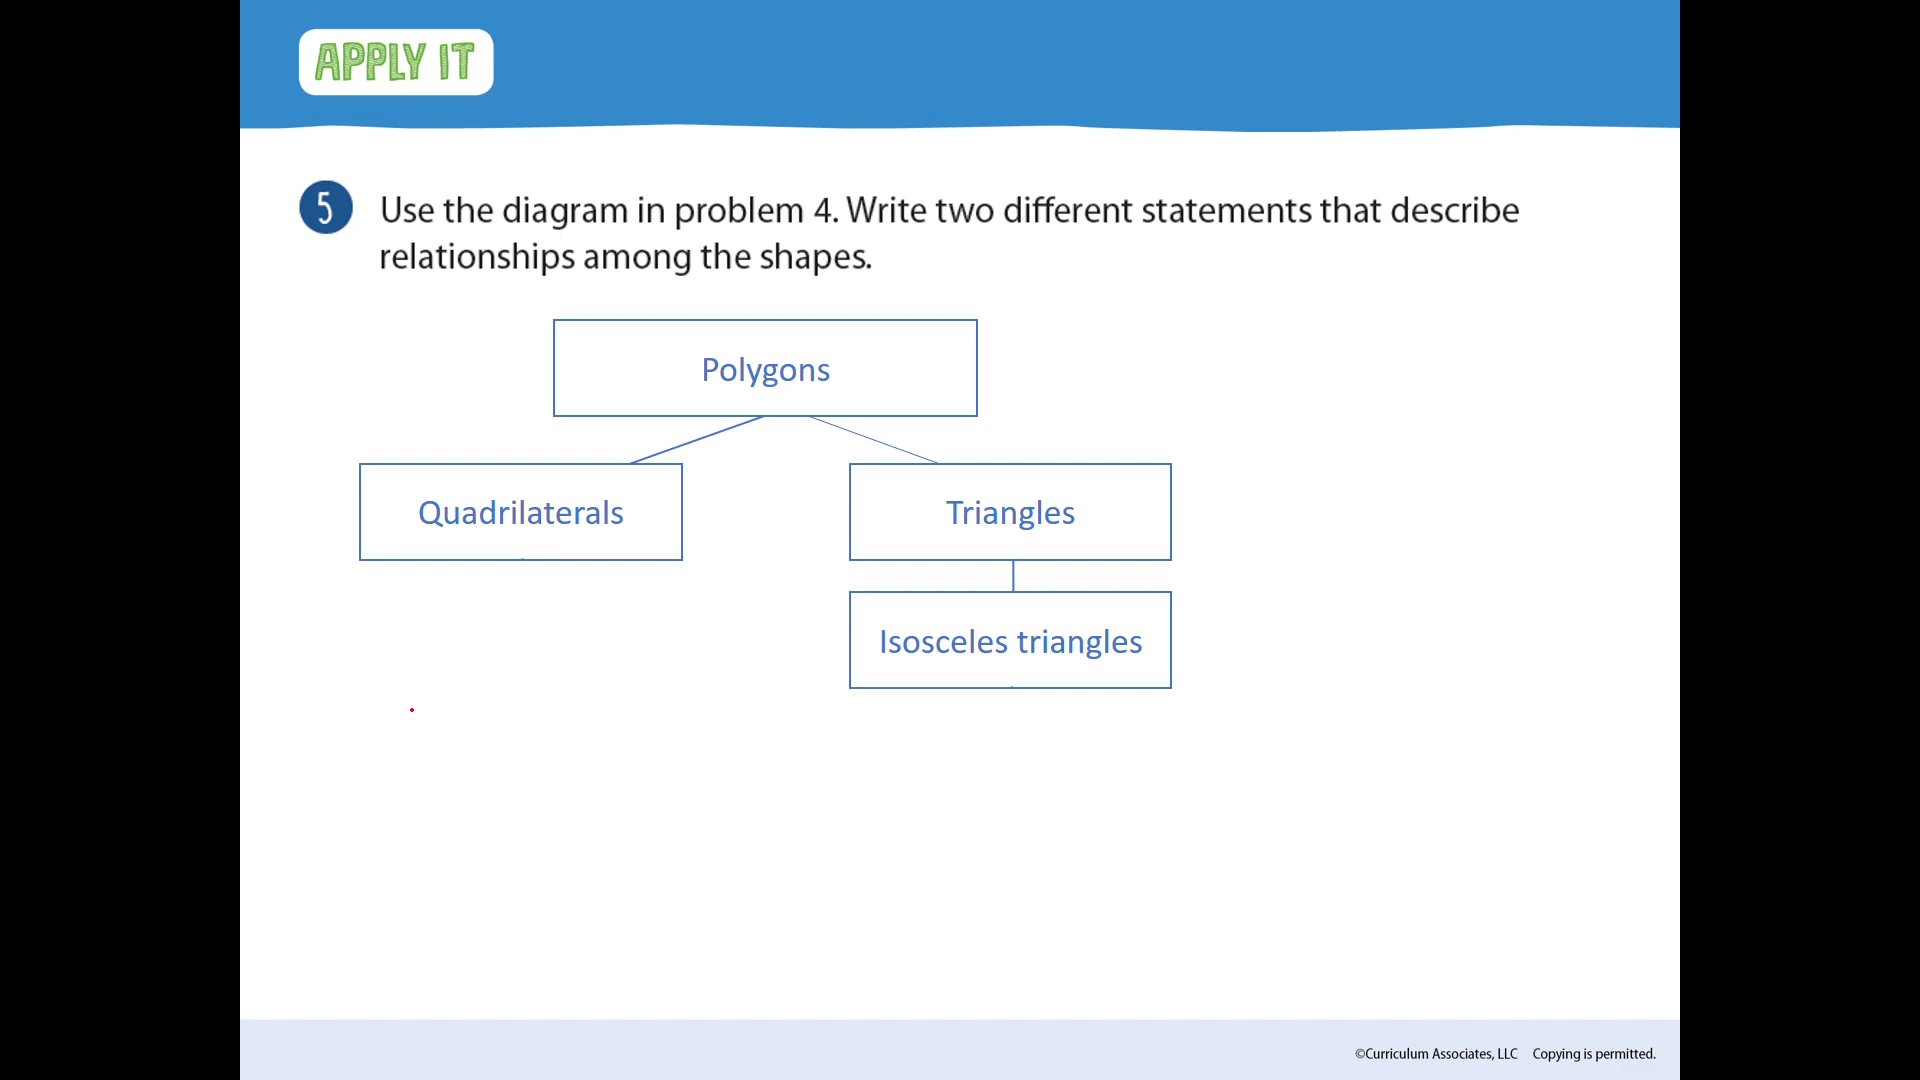 APPLY IT
5
Use the diagram in problem 4. Write two different statements that describe
relationships among the shapes.
Polygons
Quadrilaterals
Triangles
Isosceles triangles
©Curriculum Associates, LLC Copying is permitted.